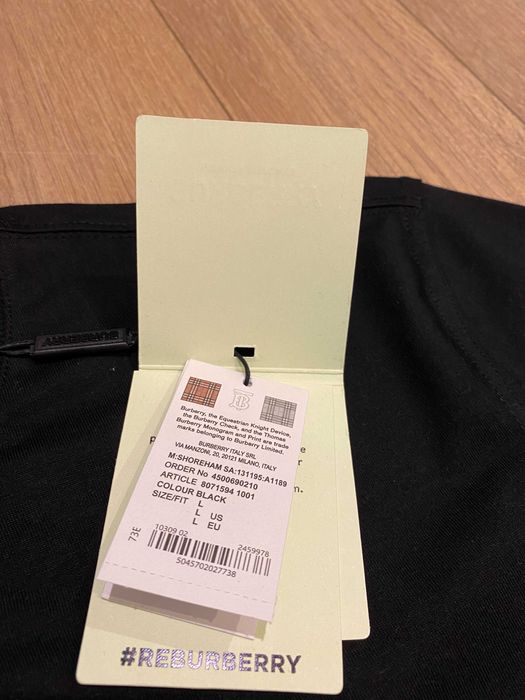 BURBERRY
Burberry, the Equestrian Knight Device,
the Burberry Check, and the Thomas
Burberry Monogram and Print are trade
marks belonging to Burberry Limited.
BURBERRY ITALY SRL
VIA MANZONI, 20, 20121 MILANO, ITALY
M:SHOREHAM SA:131195:A1189
ORDER No 4500690210
ARTICLE 8071594 1001
COLOUR BLACK
SIZE/FIT L
L US
L EU
73E
10309 02 2459978
5045702027738
#REBURBERRY